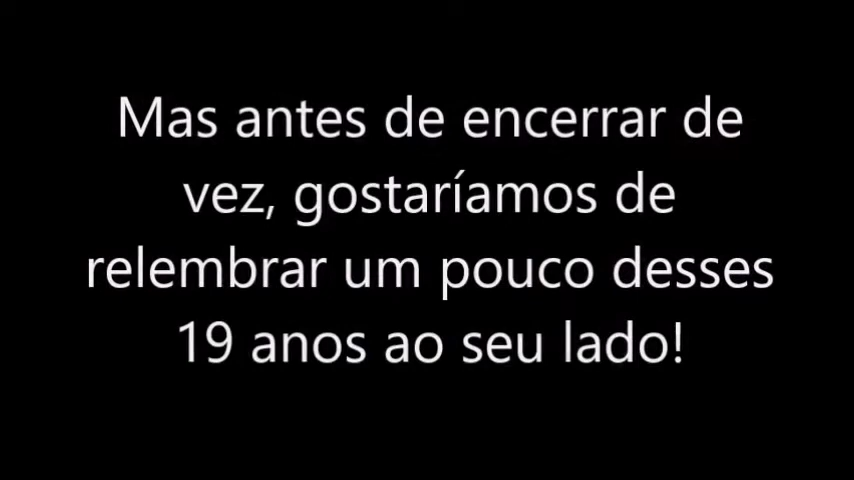 Mas antes de encerrar de
vez, gostaríamos de
relembrar um pouco desses
19 anos ao seu lado!